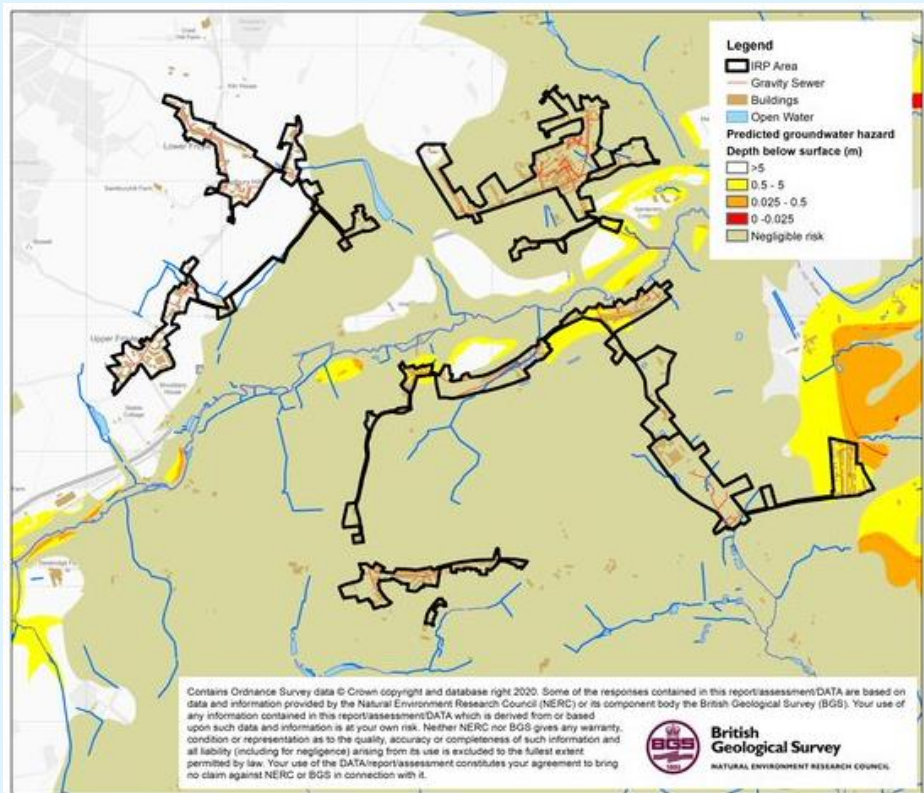 Legend
IRP Area
Gravity Sewer
Buildings
Open Water
Predicted groundwater hazard
Depth below surface (m)
>5
0.5 - 5
0.025 - 0.5
0 -0.025
Negligible risk
Lower
Upper
House
Cottage
Contains Ordnance Survey data © Crown copyright and database right 2020. Some of the responses contained in this report/assessment/DATA are based on
data and information provided by the Natural Environment Research Council (NERC) or its component body the British Geological Survey (BGS). Your use of
any information contained in this report/assessment/DATA which is derived from or based
upon such data and information is at your own risk. Neither NERC nor BGS gives any warranty,
condition or representation as to the quality, accuracy or completeness of such information and
all liability (including for negligence) arising from its use is excluded to the fullest extent
permitted by law. Your use of the DATA/report/assessment constitutes your agreement to bring
no claim against NERC or BGS in connection with it.
BGS
British
Geological Survey
NATURAL ENVIRONMENT RESEARCH COUNCIL